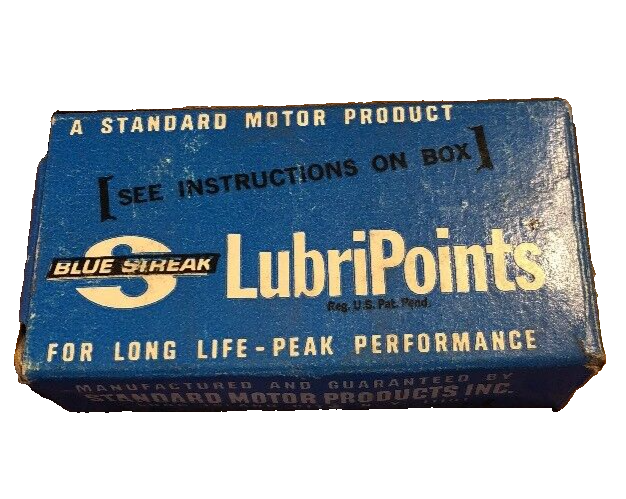 A STANDARD MOTOR PRODUCT
[SEE INSTRUCTIONS ON BOX]
S
BLUE STREAK
LubriPoints
Reg. U.S. Pat. Pend.
FOR LONG LIFE - PEAK PERFORMANCE
MANUFACTURED AND GUARANTEED BY
STANDARD MOTOR PRODUCTS INC.